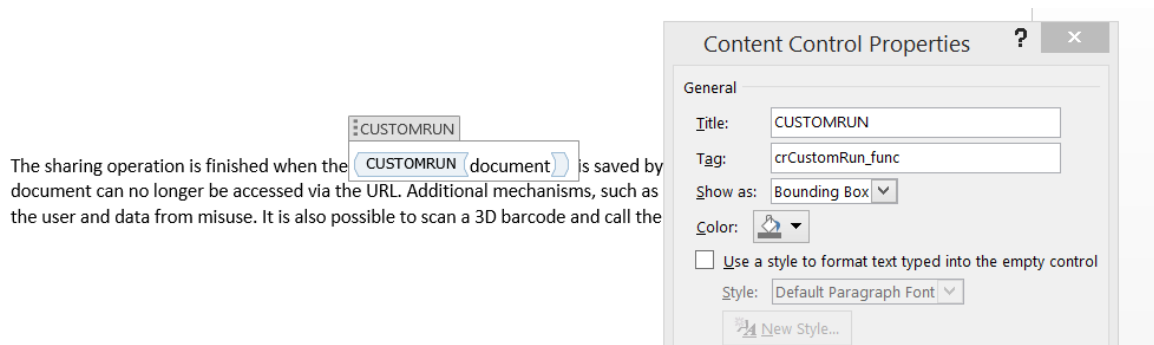 Content Control Properties ? ×
General
Title: CUSTOMRUN
CUSTOMRUN
Tag: crCustomRun_func
The sharing operation is finished when the CUSTOMRUN document is saved by
document can no longer be accessed via the URL. Additional mechanisms, such as
the user and data from misuse. It is also possible to scan a 3D barcode and call the
Show as: Bounding Box
Color:
Use a style to format text typed into the empty control
Style: Default Paragraph Font
New Style...